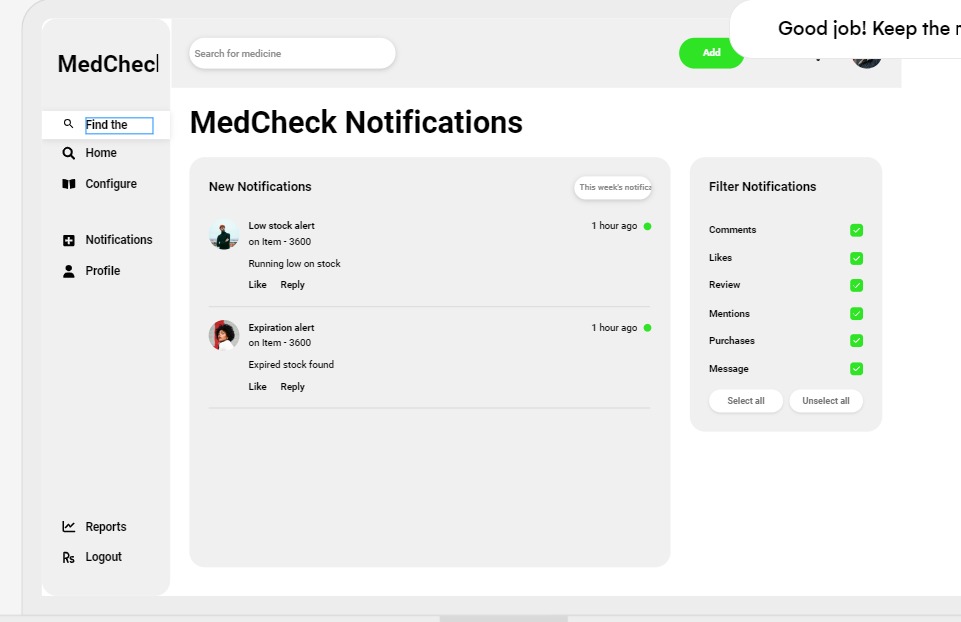 Good job! Keep the
MedChec
Search for medicine
Add
Find the
Home
Configure
Notifications
Profile
Reports
Logout
MedCheck Notifications
New Notifications
This week's notifica
Low stock alert
1 hour ago
on Item - 3600
Running low on stock
Like Reply
Expiration alert
1 hour ago
on Item - 3600
Expired stock found
Like Reply
Filter Notifications
Comments
Likes
Review
Mentions
Purchases
Message
Select all Unselect all